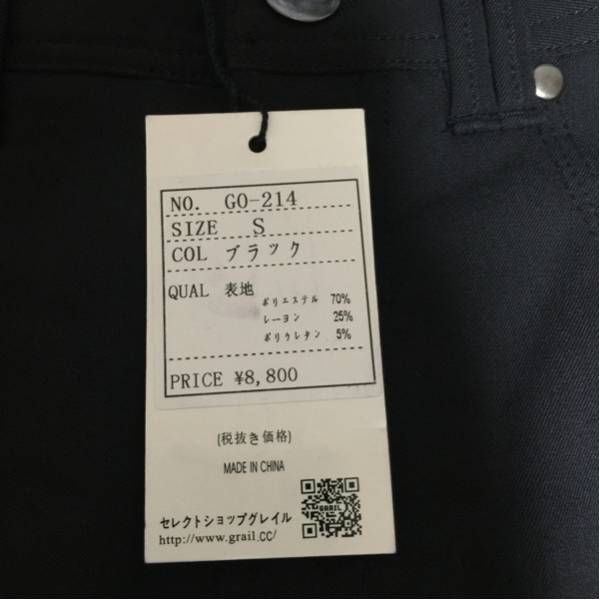 NO. GO-214
SIZE S
COL ブラック
QUAL 表地
ポリエステル 70%
レーヨン 25%
ポリウレタン 5%
PRICE ¥8,800
(税抜き価格)
MADE IN CHINA
GRAIL
セレクトショップグレイル
http://www.grail.cc/